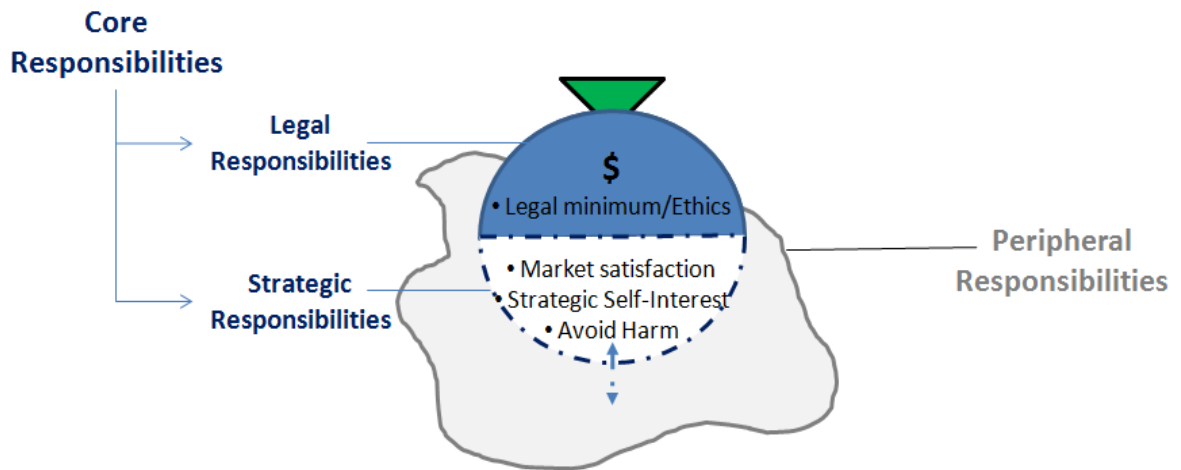 Core
Responsibilities
Legal
Responsibilities
$
• Legal minimum/Ethics
Strategic
Responsibilities
• Market satisfaction
• Strategic Self-Interest
• Avoid Harm
Peripheral
Responsibilities